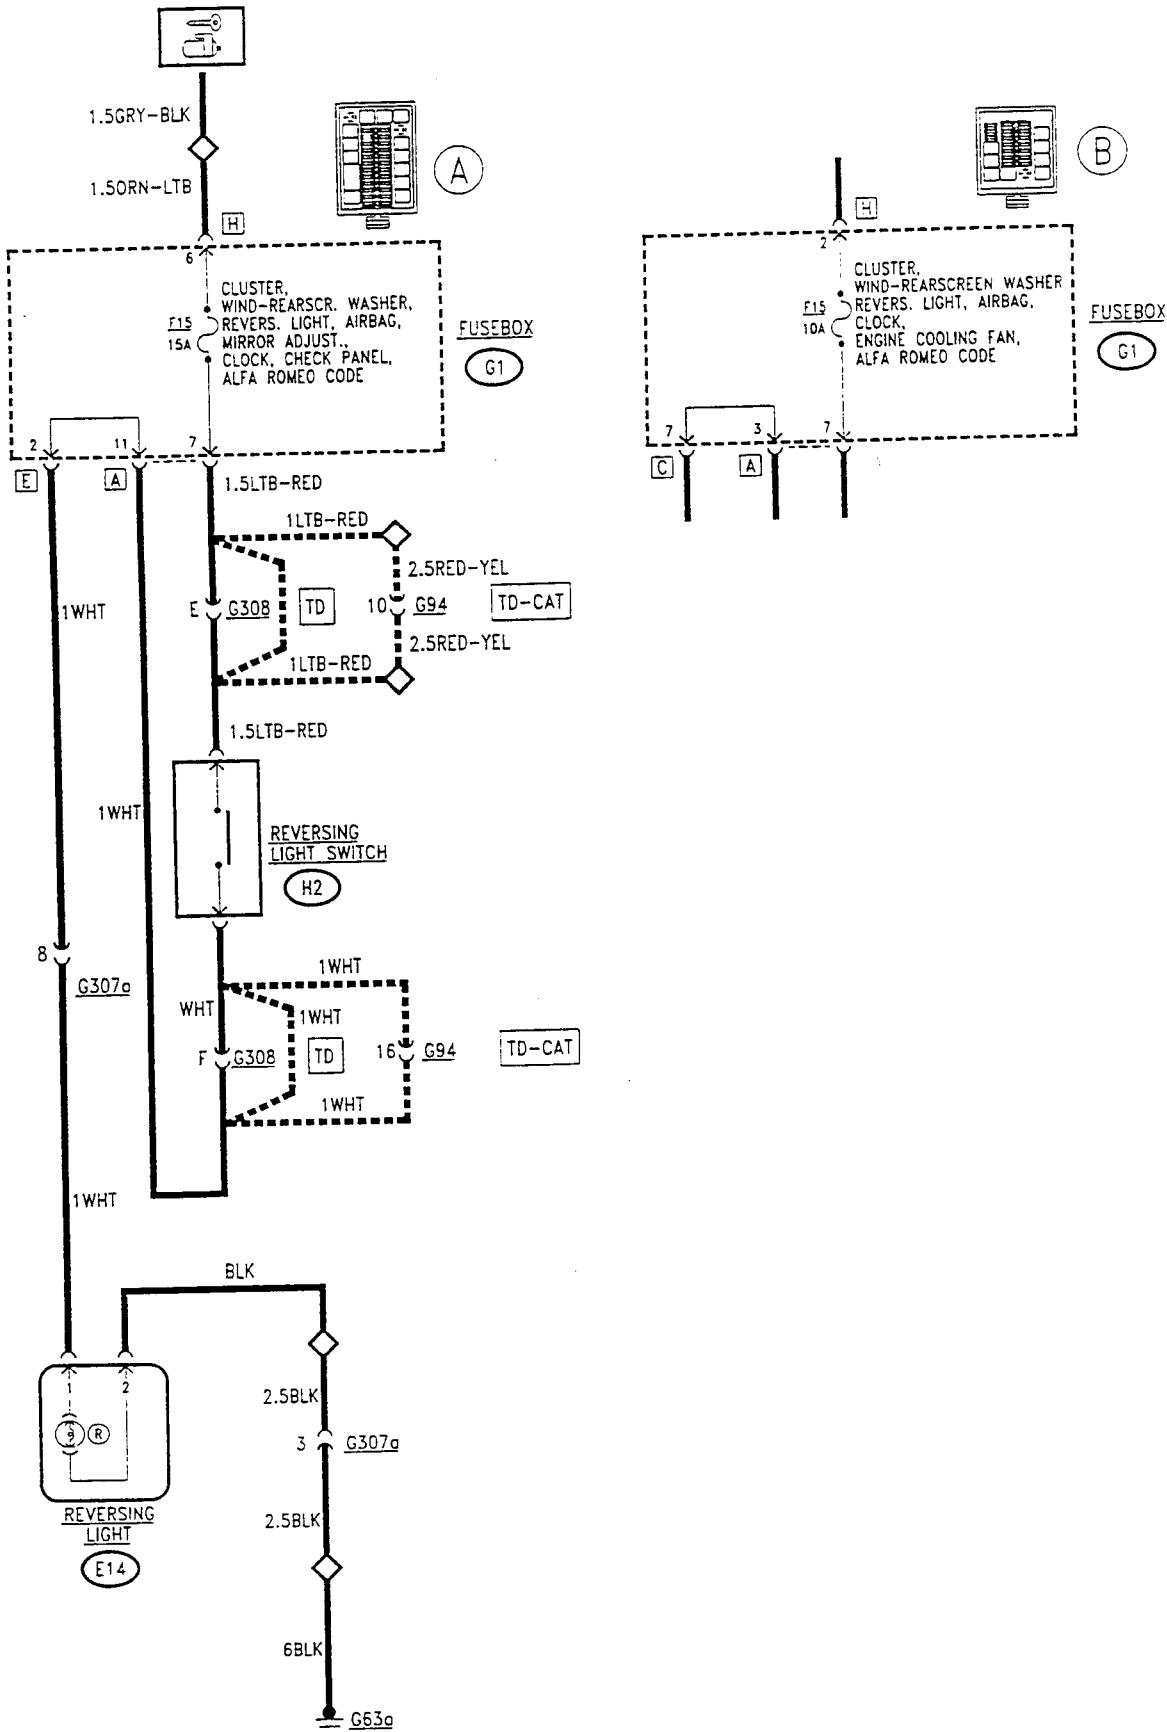 1.5GRY-BLK
1.5ORN-LTB
A
B
H
6
CLUSTER,
WIND-REARSCR. WASHER,
REVERS. LIGHT, AIRBAG,
MIRROR ADJUST.,
CLOCK, CHECK PANEL,
ALFA ROMEO CODE
F15
15A
FUSEBOX
G1
H
2
CLUSTER,
WIND-REARSCREEN WASHER
REVERS. LIGHT, AIRBAG,
CLOCK,
ENGINE COOLING FAN,
ALFA ROMEO CODE
F15
10A
FUSEBOX
G1
2
11
7
E
A
7
3
7
C
A
1.5LTB-RED
1LTB-RED
2.5RED-YEL
1WHT
E
G308
TD
10
G94
TD-CAT
2.5RED-YEL
1LTB-RED
1.5LTB-RED
1WHT
REVERSING
LIGHT SWITCH
H2
8
G307a
1WHT
WHT
1WHT
F
G308
TD
16
G94
TD-CAT
1WHT
1WHT
BLK
1
2
R
REVERSING
LIGHT
E14
2.5BLK
3
G307a
2.5BLK
6BLK
G63a